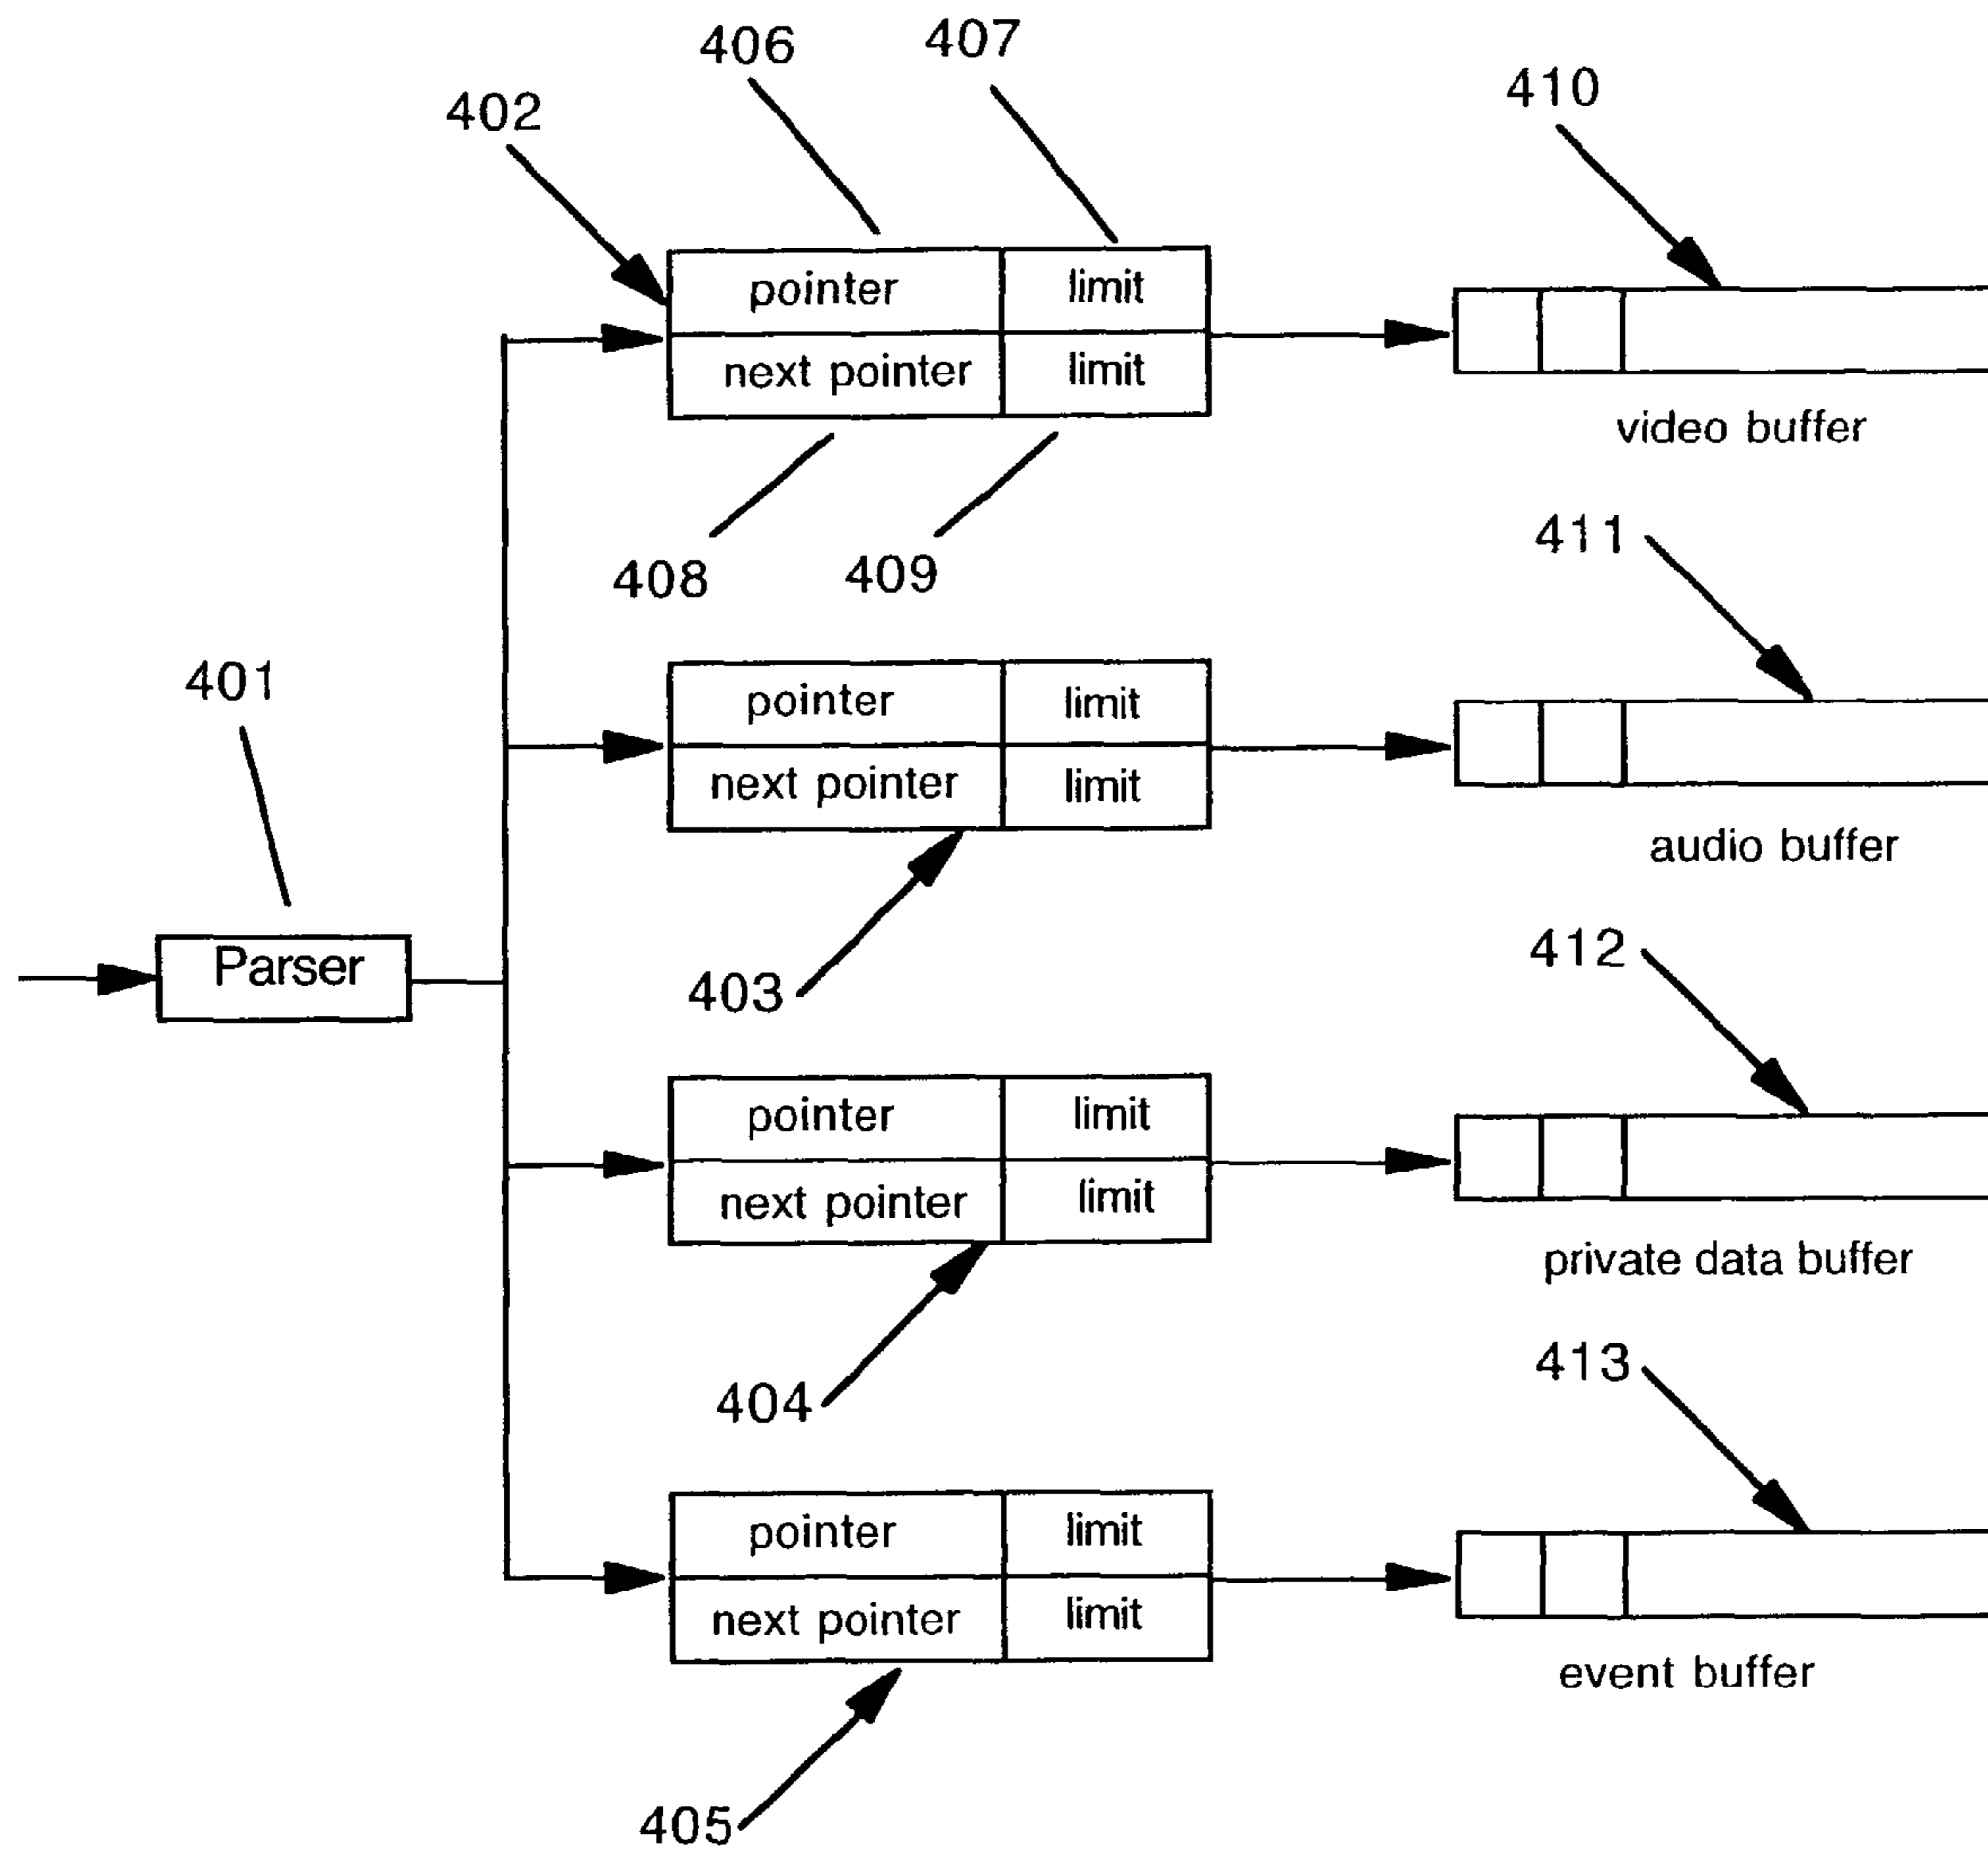 406
407
402
410
pointer
limit
next pointer
limit
video buffer
408
409
411
401
pointer
limit
next pointer
limit
audio buffer
403
Parser
412
pointer
limit
next pointer
limit
private data buffer
404
413
pointer
limit
next pointer
limit
event buffer
405